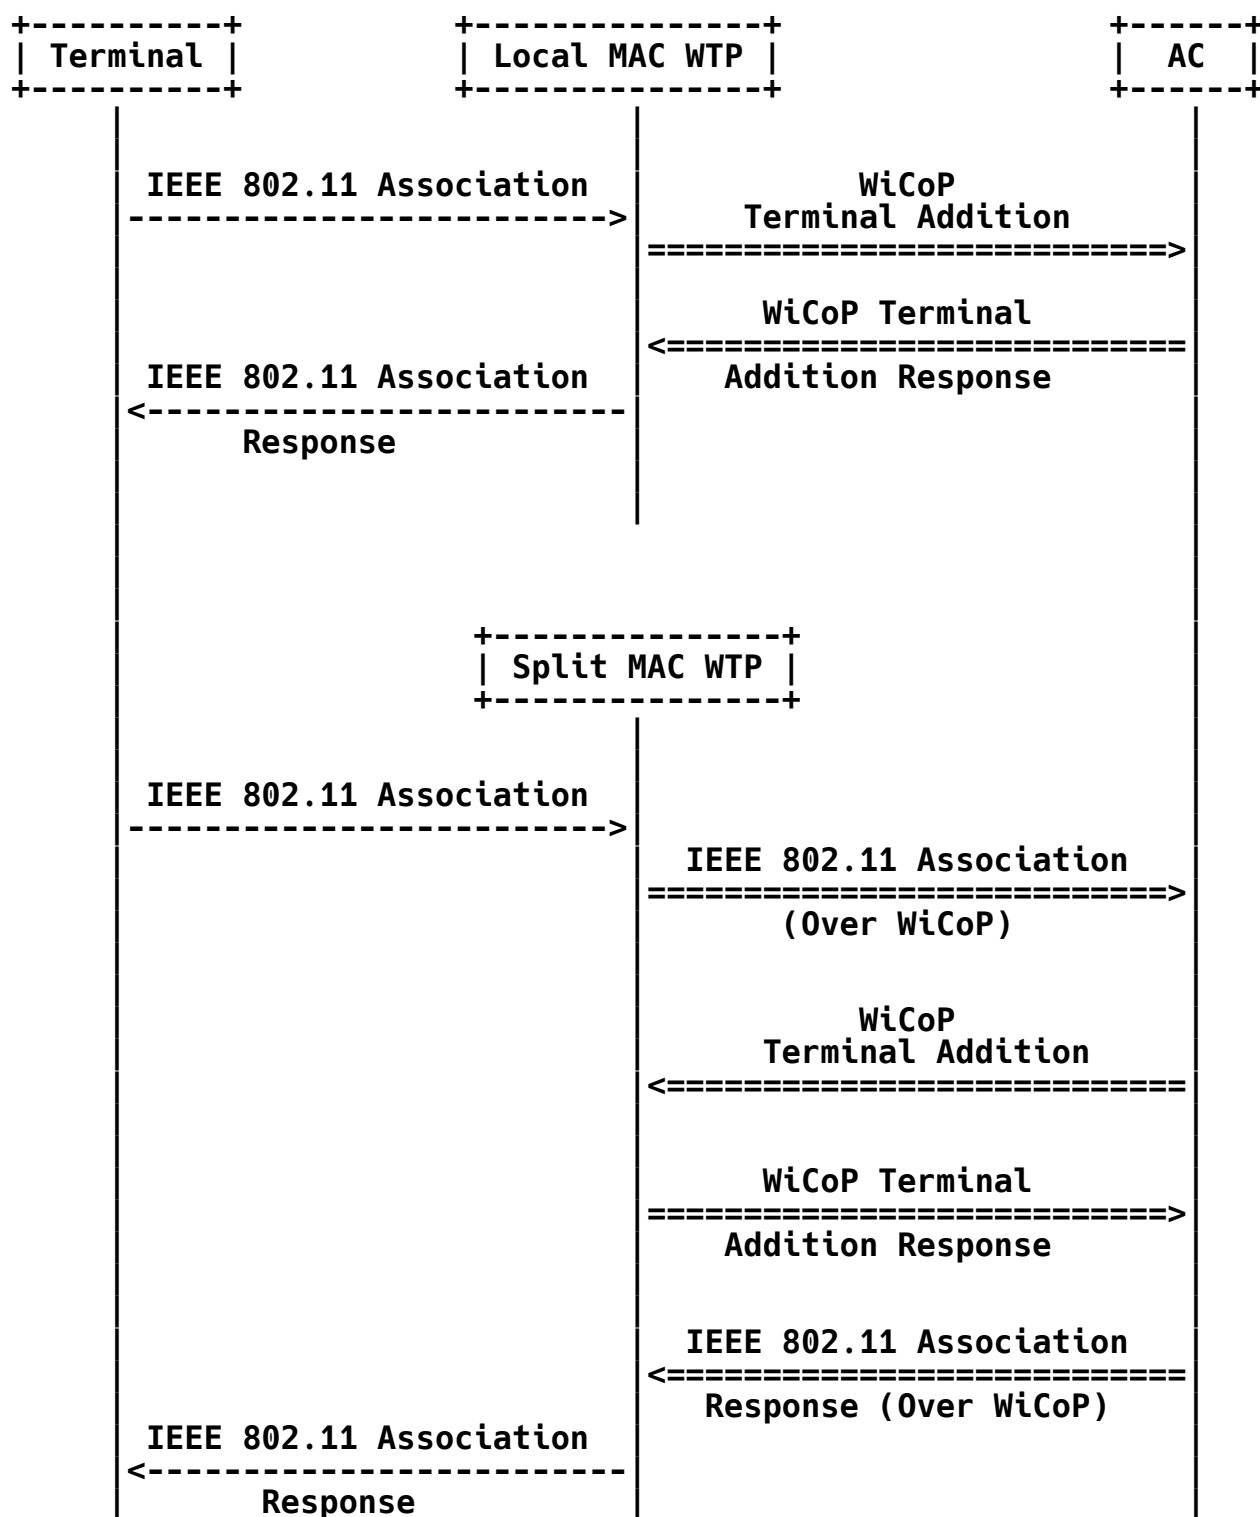 Terminal Local MAC WTP AC
IEEE 802.11 Association WiCoP
Terminal Addition
WiCoP Terminal
IEEE 802.11 Association Addition Response
Response
Split MAC WTP
IEEE 802.11 Association
IEEE 802.11 Association
(Over WiCoP)
WiCoP
Terminal Addition
WiCoP Terminal
Addition Response
IEEE 802.11 Association
Response (Over WiCoP)
IEEE 802.11 Association
Response